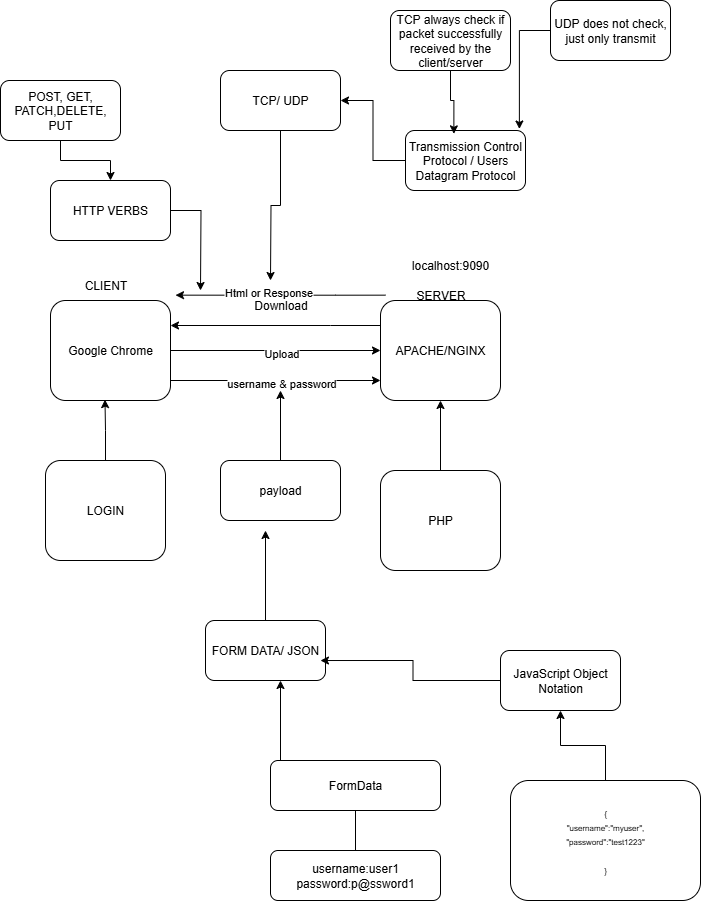 TCP always check if
packet successfully
received by the
client/server
UDP does not check,
just only transmit
POST, GET,
PATCH,DELETE,
PUT
TCP/ UDP
Transmission Control
Protocol / Users
Datagram Protocol
HTTP VERBS
localhost:9090
CLIENT
Html or Response
SERVER
Download
Google Chrome
Upload
APACHE/NGINX
username & password
LOGIN
payload
PHP
FORM DATA/ JSON
JavaScript Object
Notation
FormData
{
"username":"myuser",
"password":"test1223"
}
username:user1
password:p@ssword1